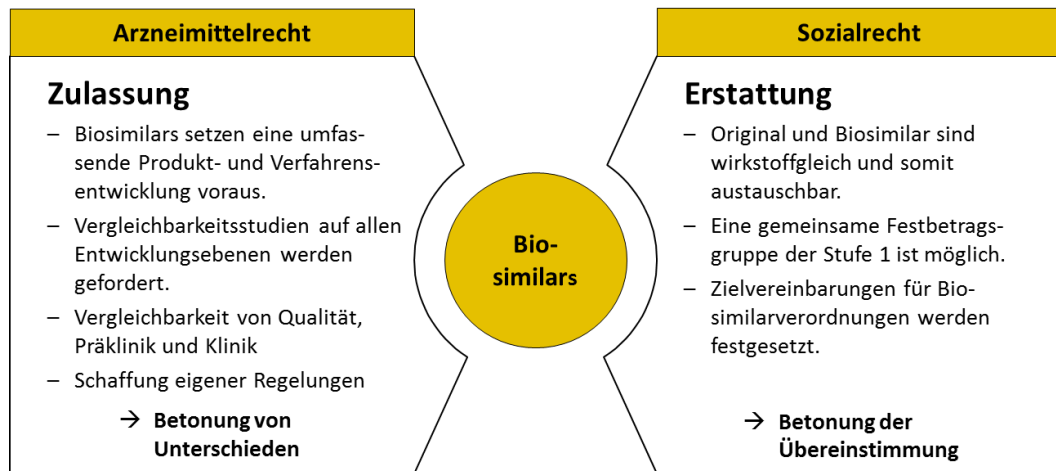 Arzneimittelrecht
Zulassung
– Biosimilars setzen eine umfas-
sende Produkt- und Verfahrens-
entwicklung voraus.
– Vergleichbarkeitsstudien auf allen
Entwicklungsebenen werden
gefordert.
– Vergleichbarkeit von Qualität,
Präklinik und Klinik
– Schaffung eigener Regelungen
→ Betonung von
Unterschieden
Bio-
similars
Sozialrecht
Erstattung
– Original und Biosimilar sind
wirkstoffgleich und somit
austauschbar.
– Eine gemeinsame Festbetrags-
gruppe der Stufe 1 ist möglich.
– Zielvereinbarungen für Bio-
similarverordnungen werden
festgesetzt.
→ Betonung der
Übereinstimmung